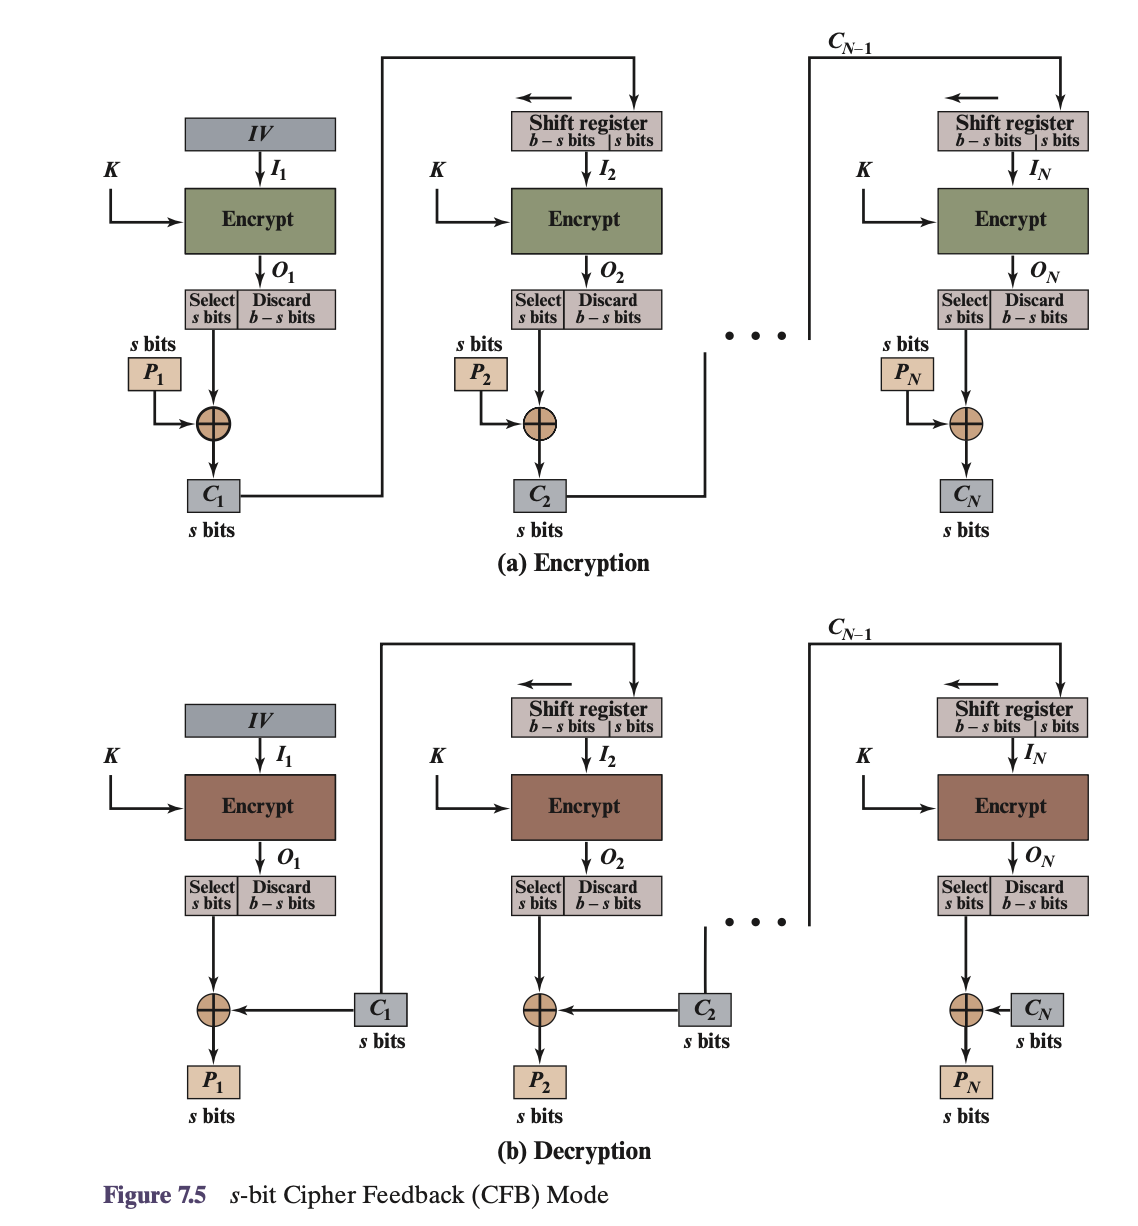 C_{N-1}
IV
Shift register
b – s bits | s bits
Shift register
b – s bits | s bits
K
I_1
K
I_2
K
I_N
Encrypt
Encrypt
Encrypt
O_1
O_2
O_N
Select
s bits
Discard
b – s bits
Select
s bits
Discard
b – s bits
Select
s bits
Discard
b – s bits
s bits
P_1
s bits
P_2
s bits
P_N
C_1
s bits
C_2
s bits
C_N
s bits
(a) Encryption
C_{N-1}
IV
Shift register
b – s bits | s bits
Shift register
b – s bits | s bits
K
I_1
K
I_2
K
I_N
Encrypt
Encrypt
Encrypt
O_1
O_2
O_N
Select
s bits
Discard
b – s bits
Select
s bits
Discard
b – s bits
Select
s bits
Discard
b – s bits
C_1
s bits
C_2
s bits
C_N
s bits
P_1
s bits
P_2
s bits
P_N
s bits
(b) Decryption
Figure 7.5 s-bit Cipher Feedback (CFB) Mode